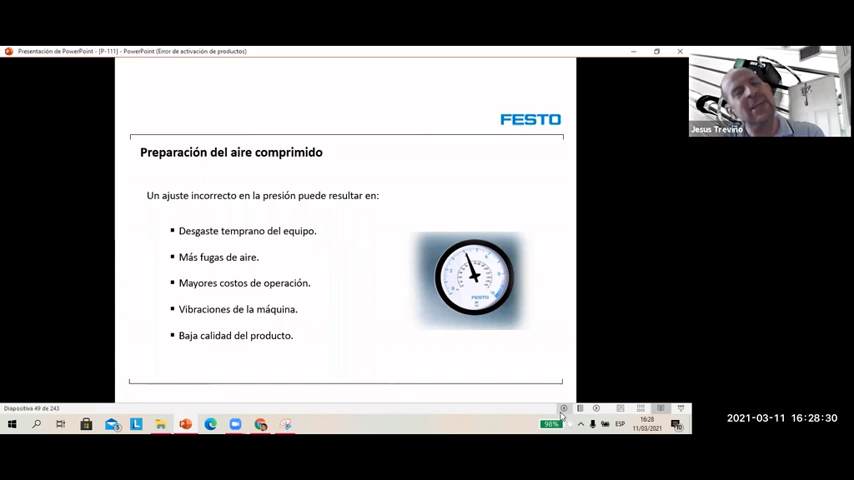 Presentación de PowerPoint - [P-111] - PowerPoint (Error de activación de productos)
FESTO
Jesus Trevino
Preparación del aire comprimido
Un ajuste incorrecto en la presión puede resultar en:
▪ Desgaste temprano del equipo.
▪ Más fugas de aire.
▪ Mayores costos de operación.
▪ Vibraciones de la máquina.
▪ Baja calidad del producto.
FESTO
Diapositiva 49 de 243
98%
ESP
16:28
11/03/2021
2021-03-11 16:28:30